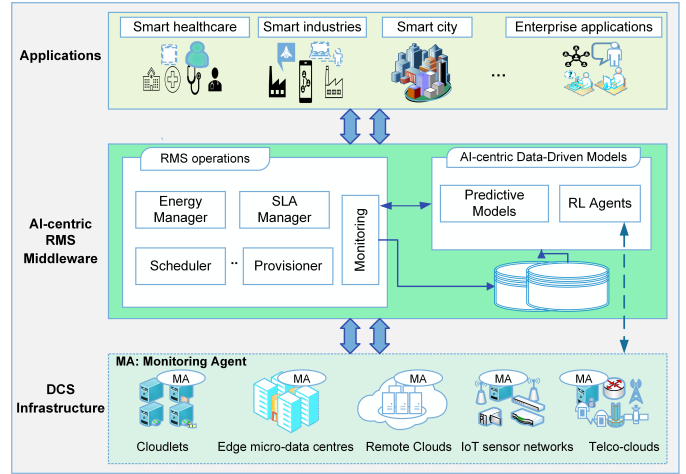 Applications
Smart healthcare
Smart industries
Smart city
Enterprise applications
...
AI-centric
RMS
Middleware
RMS operations
Energy
Manager
SLA
Manager
Scheduler
..
Provisioner
Monitoring
AI-centric Data-Driven Models
Predictive
Models
RL Agents
DCS
Infrastructure
MA: Monitoring Agent
MA
MA
MA
MA
MA
Cloudlets
Edge micro-data centres
Remote Clouds
IoT sensor networks
Telco-clouds